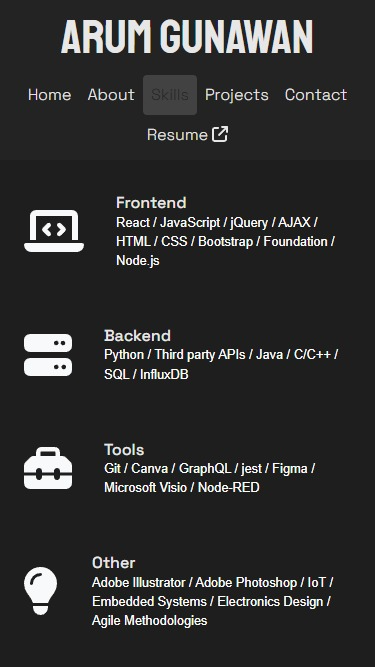 ARUM GUNAWAN
Home About Skills Projects Contact
Resume
Frontend
React / JavaScript / jQuery / AJAX /
HTML / CSS / Bootstrap / Foundation /
Node.js
Backend
Python / Third party APIs / Java / C/C++ /
SQL / InfluxDB
Tools
Git / Canva / GraphQL / jest / Figma /
Microsoft Visio / Node-RED
Other
Adobe Illustrator / Adobe Photoshop / IoT /
Embedded Systems / Electronics Design /
Agile Methodologies